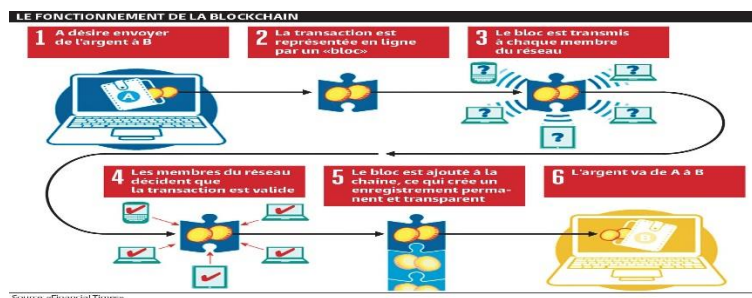 LE FONCTIONNEMENT DE LA BLOCKCHAIN
1 A désire envoyer
de l'argent à B
2 La transaction est
représentée en ligne
par un «bloc»
3 Le bloc est transmis
à chaque membre
du réseau
A
?
?
?
?
?
4 Les membres du réseau
décident que
la transaction est valide
5 Le bloc est ajouté à la
chaîne, ce qui crée un
enregistrement perma-
nent et transparent
6 L'argent va de A à B
Source: «Financial Times»